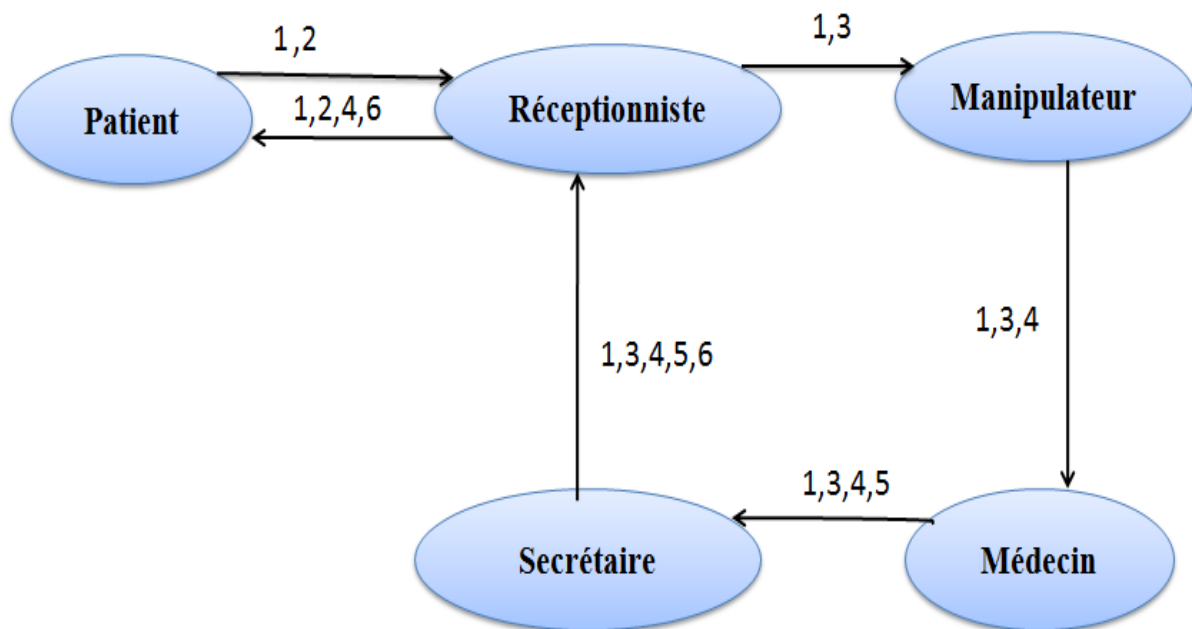 1,2
1,3
Patient
1,2,4,6
Réceptionniste
Manipulateur
1,3,4
1,3,4,5,6
1,3,4,5
Secrétaire
Médecin